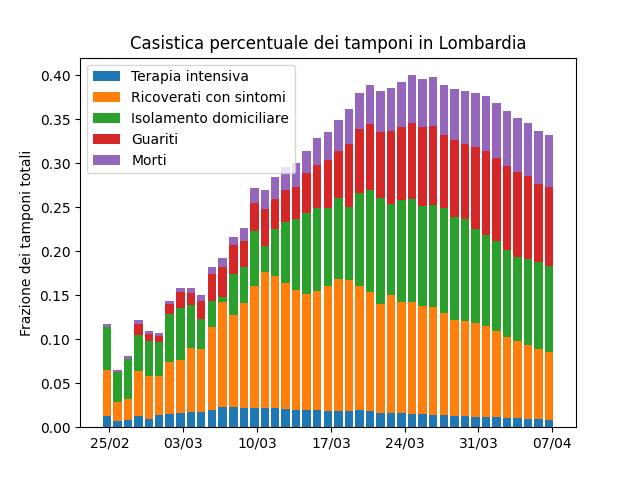 Casistica percentuale dei tamponi in Lombardia
Terapia intensiva
Ricoverati con sintomi
Isolamento domiciliare
Guariti
Morti
Frazione dei tamponi totali
0.40
0.35
0.30
0.25
0.20
0.15
0.10
0.05
0.00
25/02 03/03 10/03 17/03 24/03 31/03 07/04